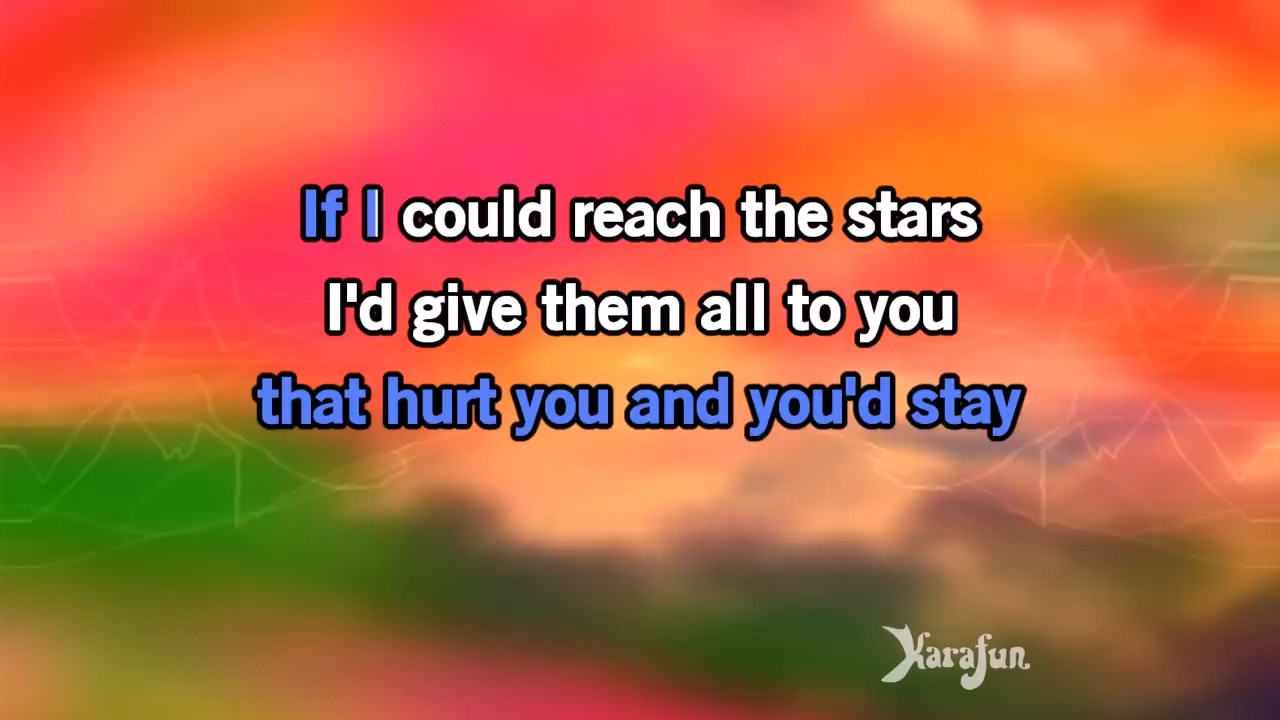 If I could reach the stars
I'd give them all to you
that hurt you and you'd stay
Karafun